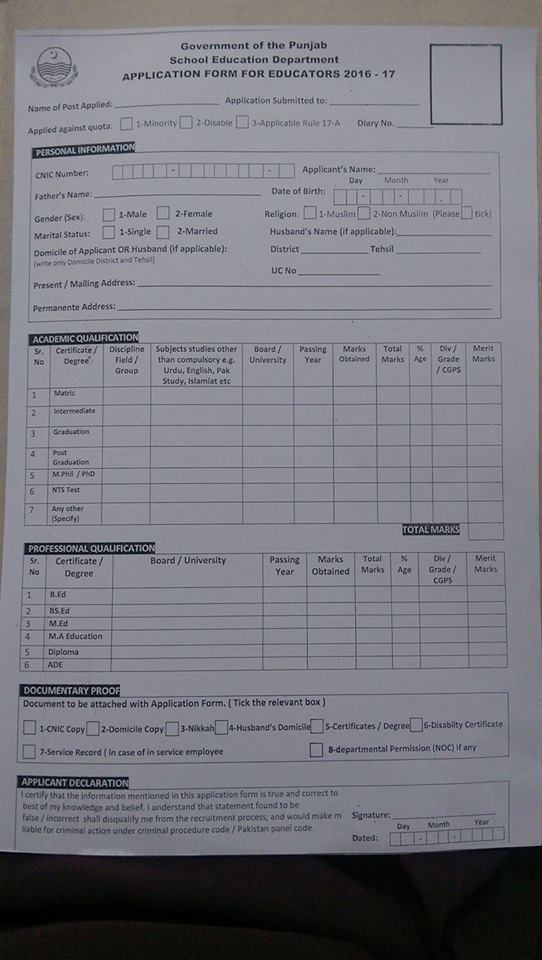 Government of the Punjab
School Education Department
APPLICATION FORM FOR EDUCATORS 2016 - 17
Name of Post Applied: Application Submitted to:
Applied against quota: 1-Minority 2-Disable 3-Applicable Rule 17-A Diary No.
PERSONAL INFORMATION
CNIC Number: - - Applicant's Name:
Day Month Year
Father's Name: Date of Birth: - -
Gender (Sex): 1-Male 2-Female Religion: 1-Muslim 2-Non Muslim (Please tick)
Marital Status: 1-Single 2-Married Husband's Name (if applicable):
Domicile of Applicant OR Husband (if applicable): District Tehsil
(write only Domicile District and Tehsil)
UC No
Present / Mailing Address:
Permanente Address:
ACADEMIC QUALIFICATION
Sr. No Certificate / Degree Discipline Field / Group Subjects studies other than compulsory e.g. Urdu, English, Pak Study, Islamiat etc Board / University Passing Year Marks Obtained Total Marks % Age Div / Grade / CGPS Merit Marks
1 Matric
2 Intermediate
3 Graduation
4 Post Graduation
5 M.Phil / PhD
6 NTS Test
7 Any other (Specify)
TOTAL MARKS
PROFESSIONAL QUALIFICATION
Sr. No Certificate / Degree Board / University Passing Year Marks Obtained Total Marks % Age Div / Grade / CGPS Merit Marks
1 B.Ed
2 BS.Ed
3 M.Ed
4 M.A Education
5 Diploma
6 ADE
DOCUMENTARY PROOF
Document to be attached with Application Form. ( Tick the relevant box )
1-CNIC Copy 2-Domicile Copy 3-Nikkah 4-Husband's Domicile 5-Certificates / Degree 6-Disabilty Certificate
7-Service Record ( In case of in service employee 8-departmental Permission (NOC) if any
APPLICANT DECLARATION
I certify that the information mentioned in this application form is true and correct to
best of my knowledge and belief. I understand that statement found to be
false / incorrect shall disqualify me from the recruitment process, and would make m
liable for criminal action under criminal procedure code / Pakistan panel code.
Signature:
Day Month Year
Dated: - -